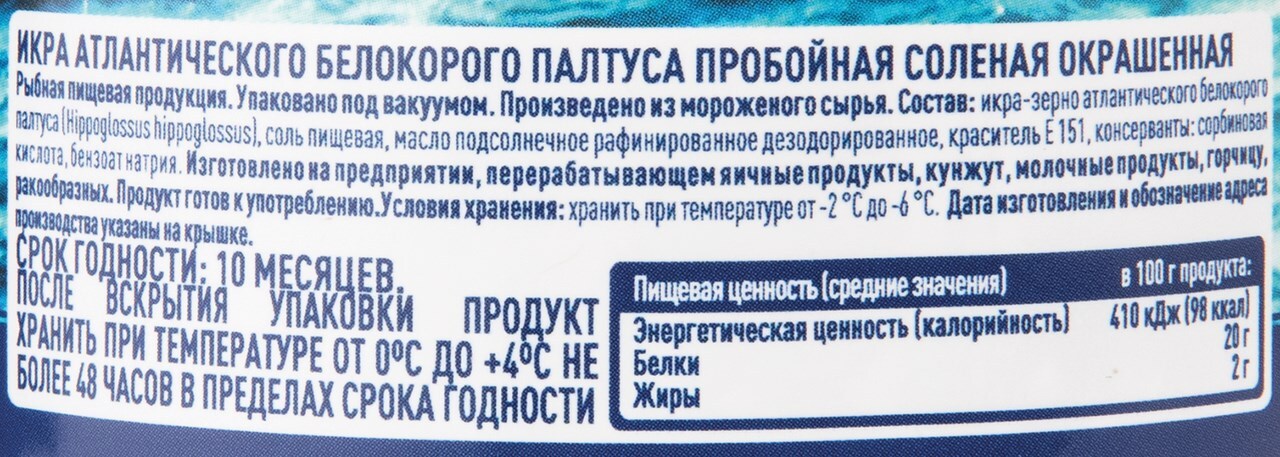 ИКРА АТЛАНТИЧЕСКОГО БЕЛОКОРОГО ПАЛТУСА ПРОБОЙНАЯ СОЛЕНАЯ ОКРАШЕННАЯ
Рыбная пищевая продукция. Упаковано под вакуумом. Произведено из мороженого сырья. Состав: икра-зерно атлантического белокорого
палтуса (Hippoglossus hippoglossus), соль пищевая, масло подсолнечное рафинированное дезодорированное, краситель Е 151, консерванты: сорбиновая
кислота, бензоат натрия. Изготовлено на предприятии, перерабатывающем яичные продукты, кунжут, молочные продукты, горчицу,
ракообразных. Продукт готов к употреблению.Условия хранения: хранить при температуре от -2 °С до -6 °С. Дата изготовления и обозначение адреса
производства указаны на крышке.
СРОК ГОДНОСТИ: 10 МЕСЯЦЕВ.
ПОСЛЕ ВСКРЫТИЯ УПАКОВКИ ПРОДУКТ
ХРАНИТЬ ПРИ ТЕМПЕРАТУРЕ ОТ 0ºС ДО +4ºС НЕ
БОЛЕЕ 48 ЧАСОВ В ПРЕДЕЛАХ СРОКА ГОДНОСТИ
Пищевая ценность (средние значения) в 100 г продукта:
Энергетическая ценность (калорийность) 410 кДж (98 ккал)
Белки 20 г
Жиры 2 г